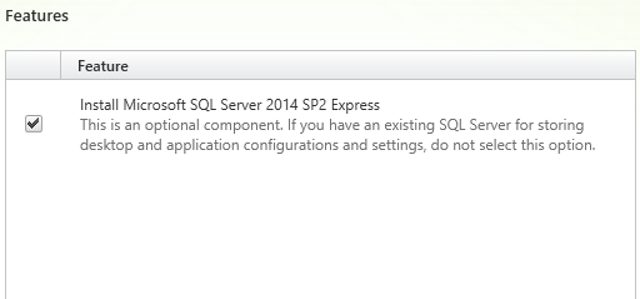 Features
Feature
Install Microsoft SQL Server 2014 SP2 Express
This is an optional component. If you have an existing SQL Server for storing
desktop and application configurations and settings, do not select this option.